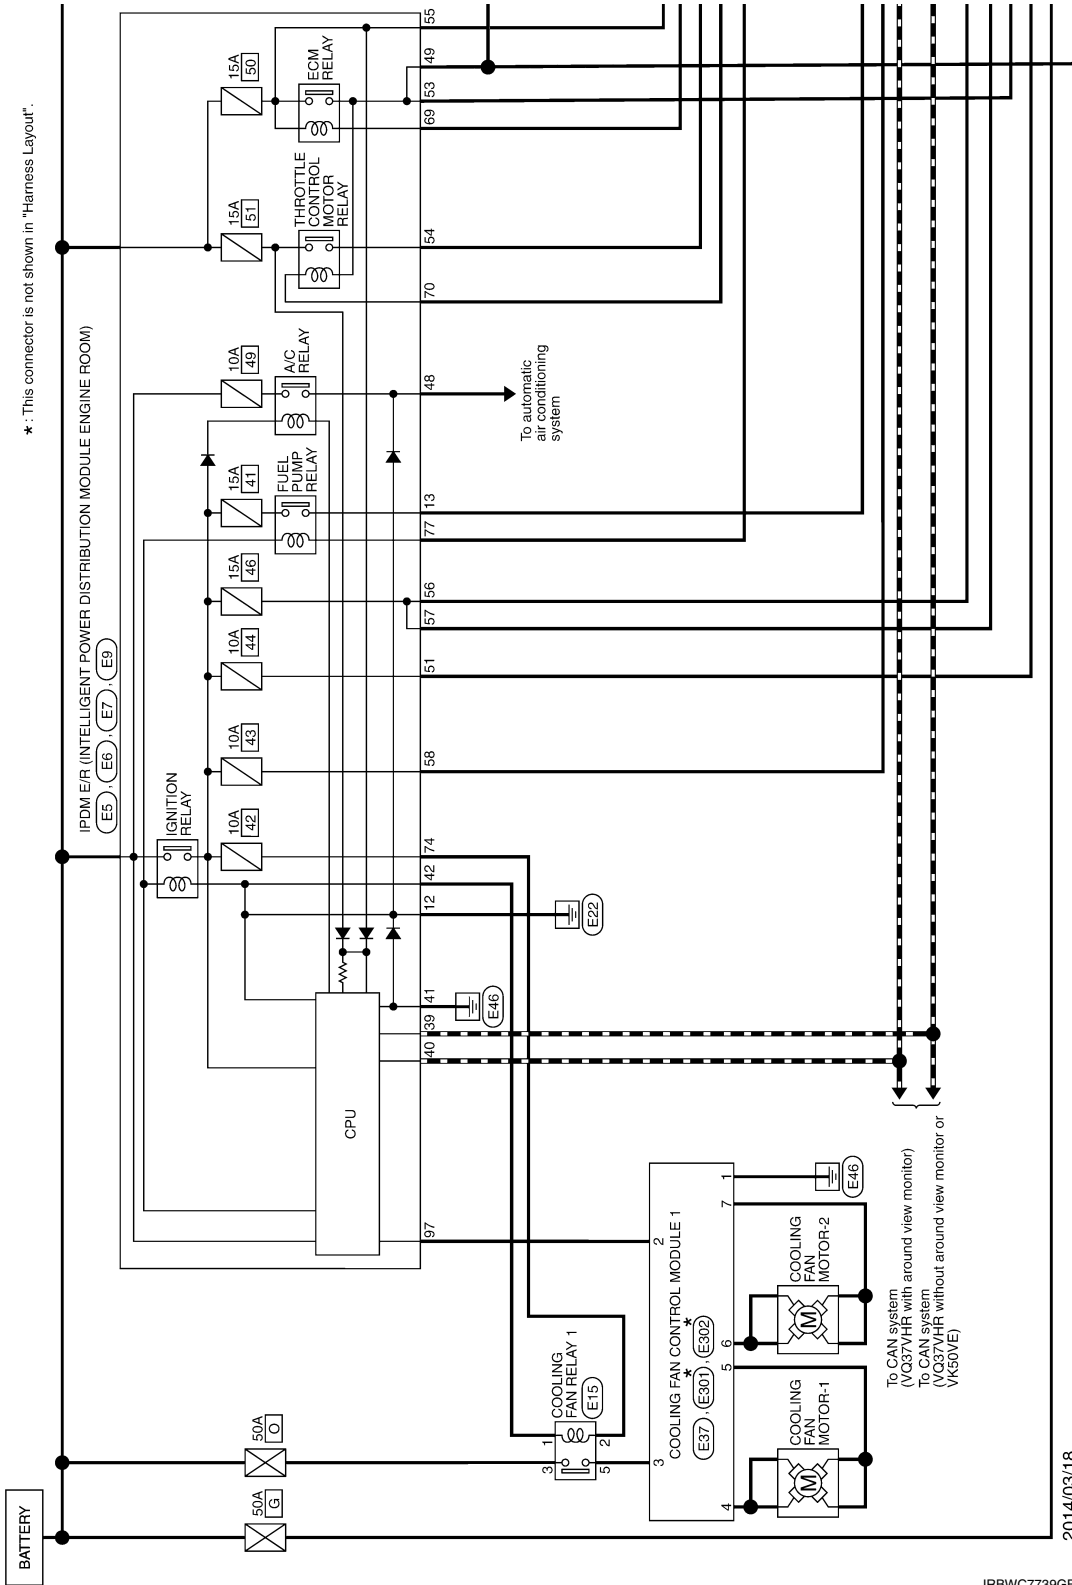 * : This connector is not shown in "Harness Layout".
BATTERY
IPDM E/R (INTELLIGENT POWER DISTRIBUTION MODULE ENGINE ROOM)
E5 , E6 , E7 , E9
IGNITION
RELAY
50A
G
50A
O
10A
42
10A
43
10A
44
15A
46
15A
41
10A
49
15A
51
15A
50
FUEL
PUMP
RELAY
A/C
RELAY
THROTTLE
CONTROL
MOTOR
RELAY
ECM
RELAY
CPU
97
40
39
41
12
42
74
58
51
57
56
77
13
48
70
54
69
53
49
55
E46
E22
To automatic
air conditioning
system
COOLING
FAN RELAY 1
E15
1
2
3
5
COOLING FAN CONTROL MODULE 1
E37 , E301 * , E302 *
3
2
4
5
6
7
1
COOLING
FAN
MOTOR-1
M
COOLING
FAN
MOTOR-2
M
E46
To CAN system
(VQ37VHR with around view monitor)
To CAN system
(VQ37VHR without around view monitor or
VK50VE)
2014/03/18